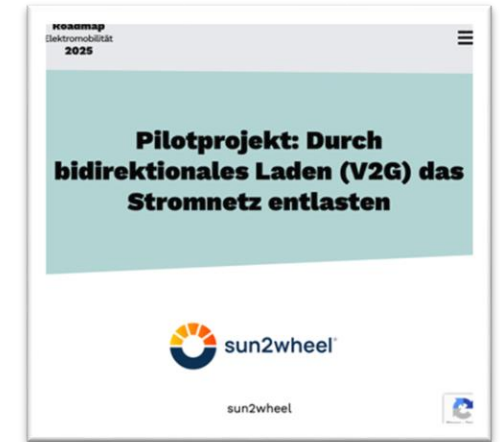 Roadmap
Elektromobilität
2025
Pilotprojekt: Durch
bidirektionales Laden (V2G) das
Stromnetz entlasten
sun2wheel
sun2wheel